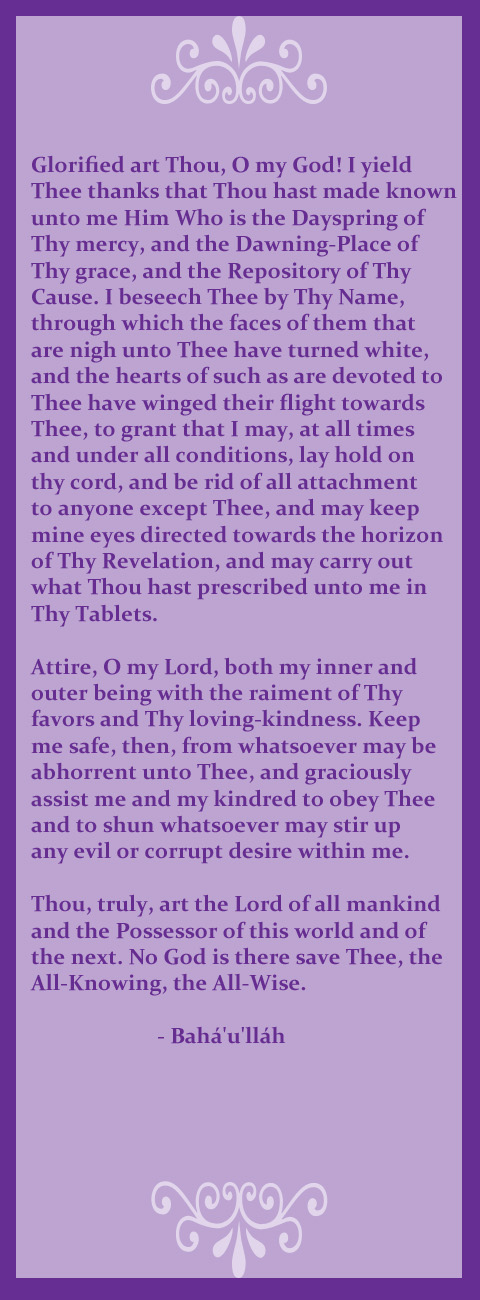 Glorified art Thou, O my God! I yield
Thee thanks that Thou hast made known
unto me Him Who is the Dayspring of
Thy mercy, and the Dawning-Place of
Thy grace, and the Repository of Thy
Cause. I beseech Thee by Thy Name,
through which the faces of them that
are nigh unto Thee have turned white,
and the hearts of such as are devoted to
Thee have winged their flight towards
Thee, to grant that I may, at all times
and under all conditions, lay hold on
thy cord, and be rid of all attachment
to anyone except Thee, and may keep
mine eyes directed towards the horizon
of Thy Revelation, and may carry out
what Thou hast prescribed unto me in
Thy Tablets.
Attire, O my Lord, both my inner and
outer being with the raiment of Thy
favors and Thy loving-kindness. Keep
me safe, then, from whatsoever may be
abhorrent unto Thee, and graciously
assist me and my kindred to obey Thee
and to shun whatsoever may stir up
any evil or corrupt desire within me.
Thou, truly, art the Lord of all mankind
and the Possessor of this world and of
the next. No God is there save Thee, the
All-Knowing, the All-Wise.
- Bahá'u'lláh